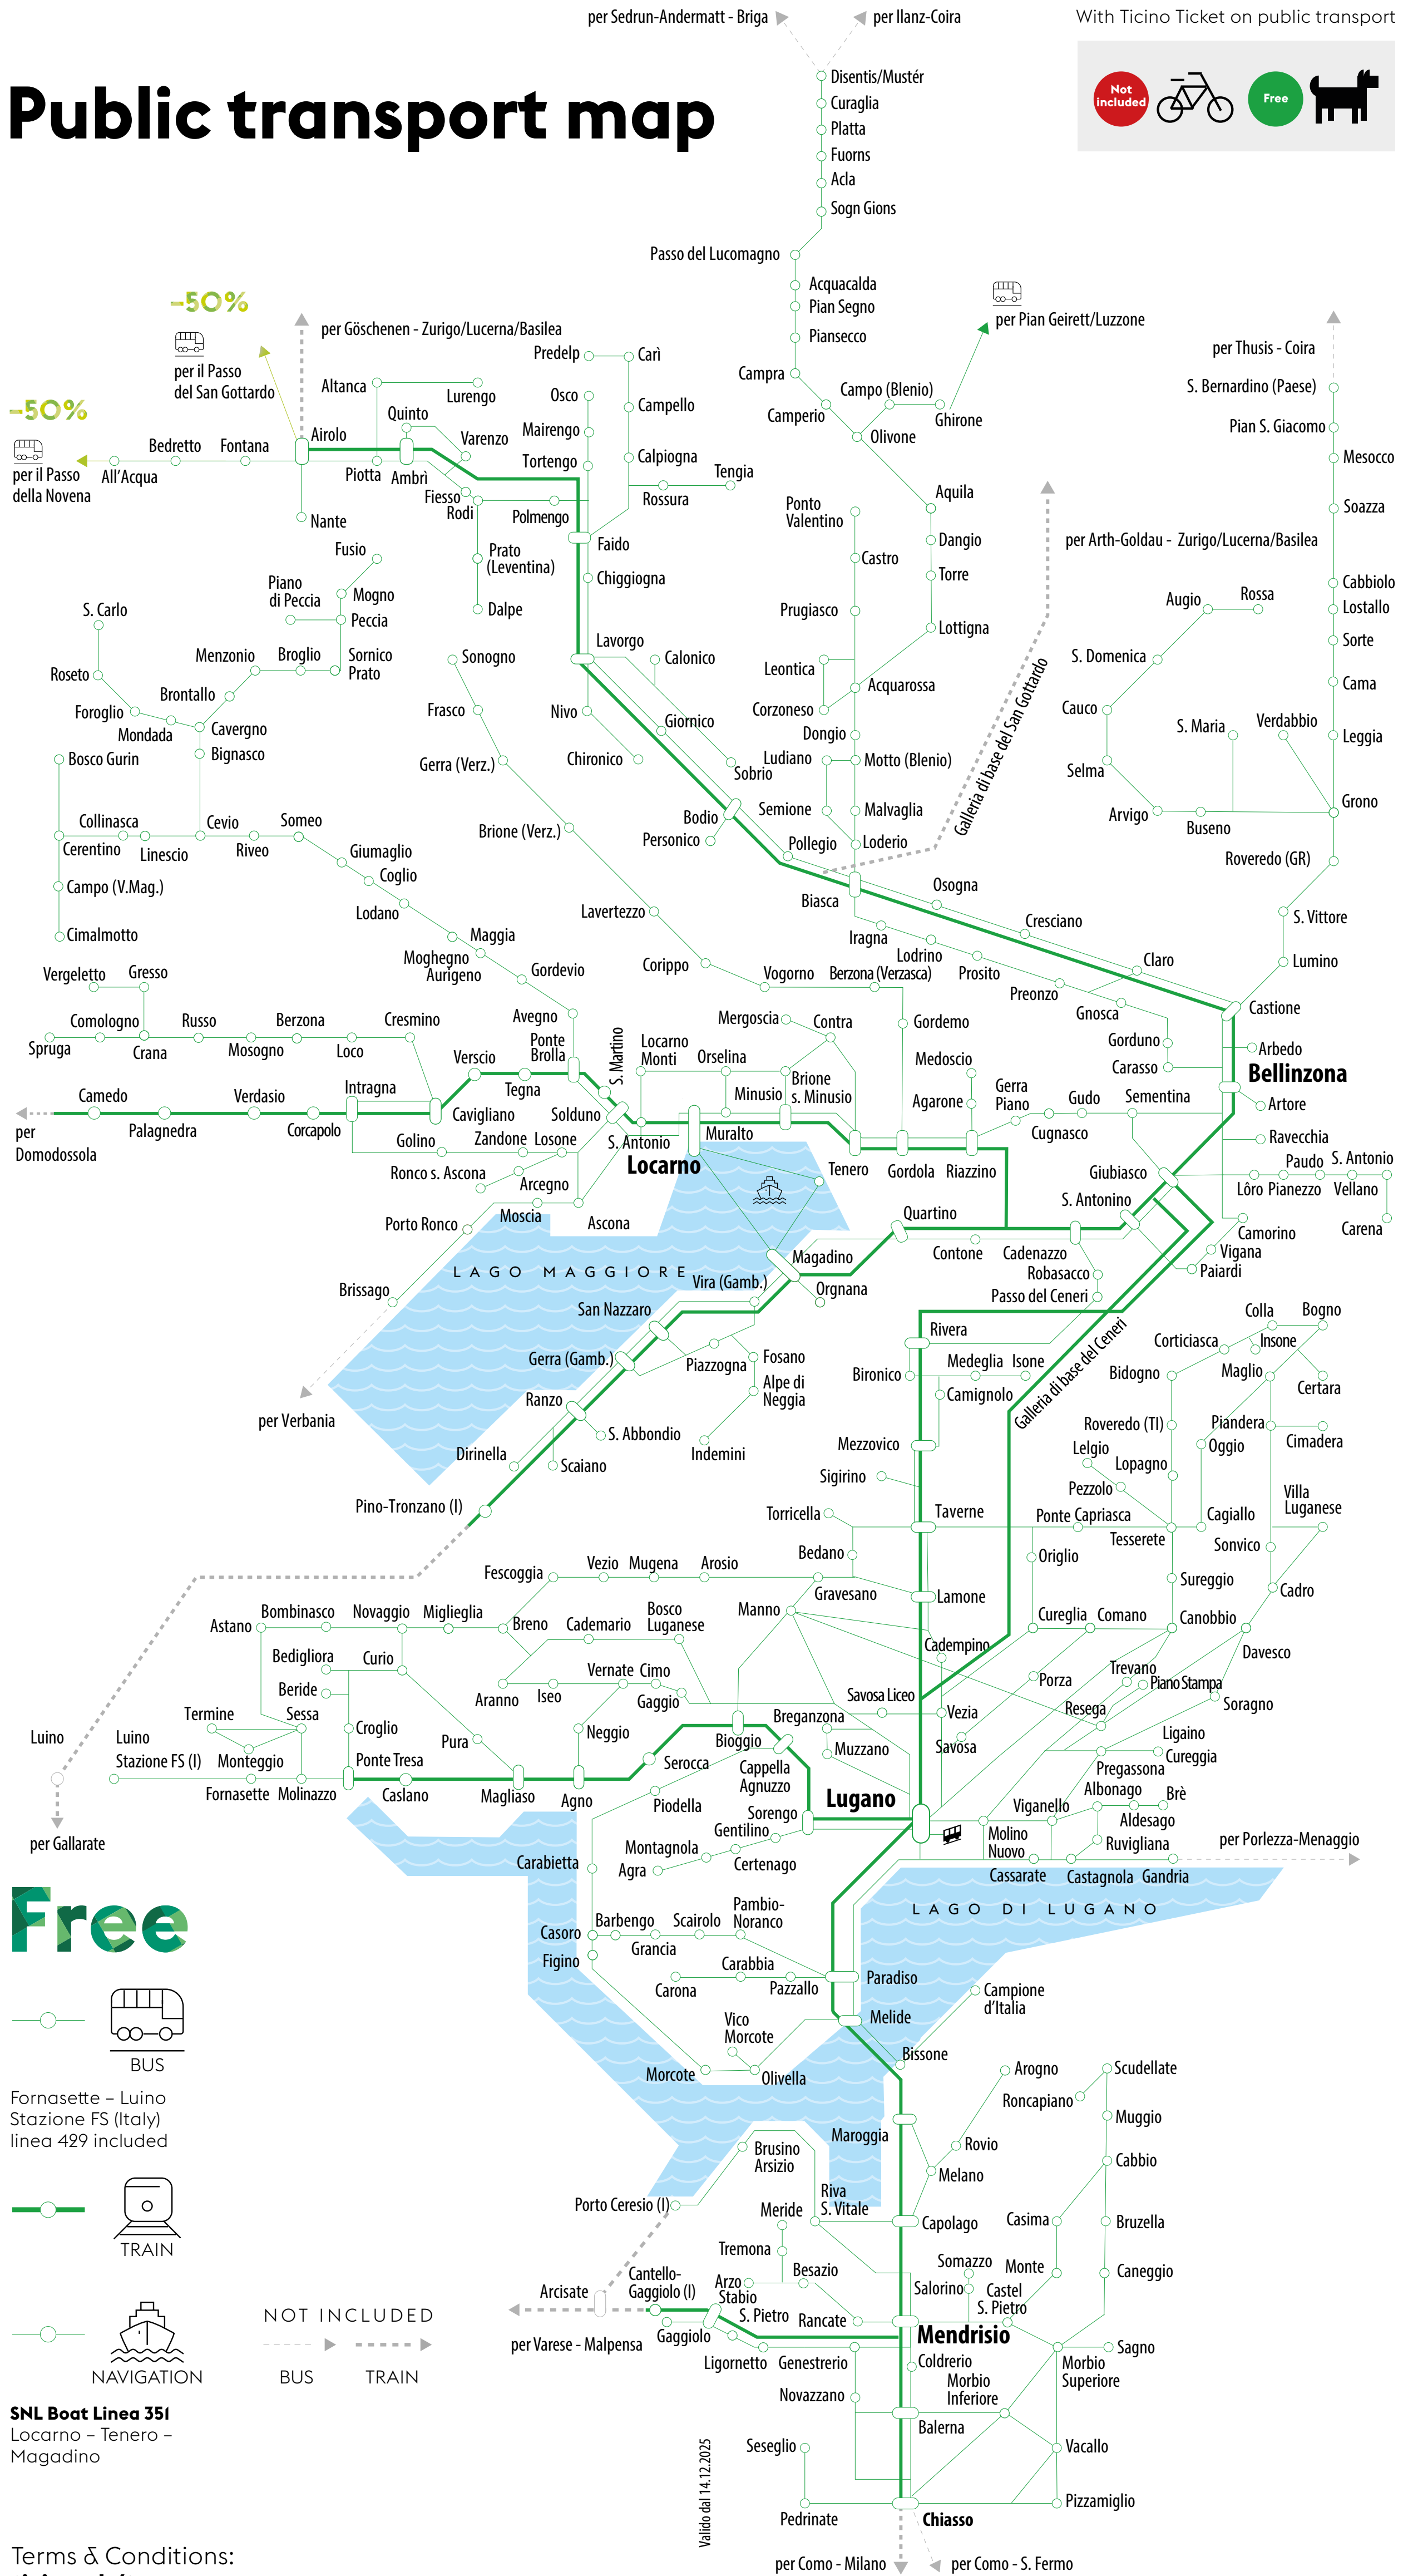 per Sedrun-Andermatt - Briga
per Ilanz-Coira
With Ticino Ticket on public transport
Not
included
Free
Public transport map
Disentis/Mustér
Curaglia
Platta
Fuorns
Acla
Sogn Gions
Passo del Lucomagno
Acquacalda
Pian Segno
Piansecco
Campra
Camperio
Campo (Blenio)
Ghirone
Olivone
per Pian Geirett/Luzzone
-50%
per il Passo
del San Gottardo
-50%
per il Passo
della Novena
per Göschenen - Zurigo/Lucerna/Basilea
All'Acqua
Bedretto
Fontana
Airolo
Nante
Altanca
Lurengo
Piotta
Quinto
Ambrì
Varenzo
Fiesso
Rodi
Polmengo
Prato
(Leventina)
Dalpe
Predelp
Carì
Osco
Campello
Mairengo
Tortengo
Calpiogna
Tengia
Rossura
Faido
Chiggiogna
Lavorgo
Calonico
Nivo
Giornico
Chironico
Sobrio
Bodio
Personico
Pollegio
Ponto
Valentino
Castro
Prugiasco
Leontica
Corzoneso
Acquarossa
Dongio
Ludiano
Motto (Blenio)
Semione
Malvaglia
Loderio
Biasca
Aquila
Dangio
Torre
Lottigna
Galleria di base del San Gottardo
per Arth-Goldau - Zurigo/Lucerna/Basilea
per Thusis - Coira
S. Bernardino (Paese)
Pian S. Giacomo
Mesocco
Soazza
Cabbiolo
Lostallo
Sorte
Cama
Leggia
Grono
Roveredo (GR)
S. Vittore
Lumino
Augio
Rossa
S. Domenica
Cauco
Selma
Arvigo
Buseno
S. Maria
Verdabbio
Fusio
Mogno
Piano
di Peccia
Peccia
S. Carlo
Roseto
Foroglio
Mondada
Menzonio
Broglio
Sornico
Prato
Brontallo
Cavergno
Bignasco
Bosco Gurin
Collinasca
Cerentino
Linescio
Cevio
Riveo
Someo
Campo (V.Mag.)
Cimalmotto
Giumaglio
Coglio
Lodano
Maggia
Moghegno
Aurigeno
Gordevio
Avegno
Ponte
Brolla
Sonogno
Frasco
Gerra (Verz.)
Brione (Verz.)
Lavertezzo
Corippo
Vogorno
Berzona (Verzasca)
Gordemo
Vergeletto
Gresso
Comologno
Spruga
Crana
Russo
Mosogno
Berzona
Loco
Cresmino
Camedo
Palagnedra
Verdasio
Corcapolo
Intragna
Cavigliano
Verscio
Tegna
per
Domodossola
Golino
Zandone
Losone
Ronco s. Ascona
Arcegno
Solduno
S. Martino
S. Antonio
Locarno
Monti
Orselina
Minusio
Brione
s. Minusio
Mergoscia
Contra
Muralto
Locarno
Tenero
Gordola
Medoscio
Agarone
Riazzino
Gerra
Piano
Cugnasco
Gudo
Sementina
Osogna
Cresciano
Claro
Iragna
Lodrino
Prosito
Preonzo
Gnosca
Gorduno
Carasso
Castione
Arbedo
Bellinzona
Artore
Ravecchia
Giubiasco
Lôro
Pianezzo
Paudo
Vellano
S. Antonio
Carena
Camorino
Vigana
Paiardi
S. Antonino
Porto Ronco
Moscia
Ascona
Brissago
per Verbania
LAGO MAGGIORE
Magadino
Quartino
Contone
Cadenazzo
Robasacco
Passo del Ceneri
Orgnana
Vira (Gamb.)
San Nazzaro
Piazzogna
Fosano
Alpe di
Neggia
Indemini
Gerra (Gamb.)
Ranzo
S. Abbondio
Dirinella
Scaiano
Pino-Tronzano (I)
Galleria di base del Ceneri
Rivera
Bironico
Medeglia
Isone
Camignolo
Mezzovico
Sigirino
Torricella
Taverne
Bedano
Gravesano
Lamone
Manno
Cadempino
Colla
Bogno
Corticiasca
Insone
Bidogno
Maglio
Certara
Roveredo (TI)
Piandera
Cimadera
Oggio
Lelgio
Lopagno
Pezzolo
Villa
Luganese
Ponte Capriasca
Tesserete
Cagiallo
Sonvico
Origlio
Sureggio
Cadro
Cureglia
Comano
Canobbio
Davesco
Porza
Trevano
Piano Stampa
Resega
Soragno
Ligaino
Cureggia
Pregassona
Fescoggia
Vezio
Mugena
Arosio
Breno
Astano
Bombinasco
Novaggio
Miglieglia
Cademario
Bosco
Luganese
Bedigliora
Curio
Beride
Aranno
Iseo
Vernate
Cimo
Gaggio
Termine
Sessa
Croglio
Pura
Neggio
Monteggio
Luino
Luino
Stazione FS (I)
Fornasette
Molinazzo
Ponte Tresa
Caslano
Magliaso
Agno
Serocca
Bioggio
Cappella
Agnuzzo
per Gallarate
Savosa Liceo
Vezia
Savosa
Breganzona
Muzzano
Lugano
Sorengo
Gentilino
Certenago
Montagnola
Agra
Piodella
Carabietta
Viganello
Albonago
Brè
Aldesago
Ruvigliana
Molino
Nuovo
Cassarate
Castagnola
Gandria
per Porlezza-Menaggio
LAGO DI LUGANO
Casoro
Figino
Barbengo
Grancia
Scairolo
Pambio-
Noranco
Carabbia
Carona
Pazzallo
Paradiso
Melide
Vico
Morcote
Morcote
Olivella
Campione
d'Italia
Bissone
Arogno
Rovio
Maroggia
Melano
Roncapiano
Scudellate
Muggio
Cabbio
Bruzella
Caneggio
Casima
Monte
Brusino
Arsizio
Porto Ceresio (I)
Riva
S. Vitale
Capolago
Meride
Tremona
Arzo
Besazio
Arcisate
Cantello-
Gaggiolo (I)
Stabio
S. Pietro
Rancate
Somazzo
Salorino
Castel
S. Pietro
per Varese - Malpensa
Gaggiolo
Ligornetto
Genestrerio
Mendrisio
Coldrerio
Novazzano
Morbio
Inferiore
Morbio
Superiore
Sagno
Balerna
Vacallo
Seseglio
Pedrinate
Chiasso
Pizzamiglio
per Como - Milano
per Como - S. Fermo
Valido dal 14.12.2025
Free
BUS
Fornasette – Luino
Stazione FS (Italy)
linea 429 included
TRAIN
NAVIGATION
SNL Boat Linea 351
Locarno – Tenero –
Magadino
NOT INCLUDED
BUS
TRAIN
Terms & Conditions: